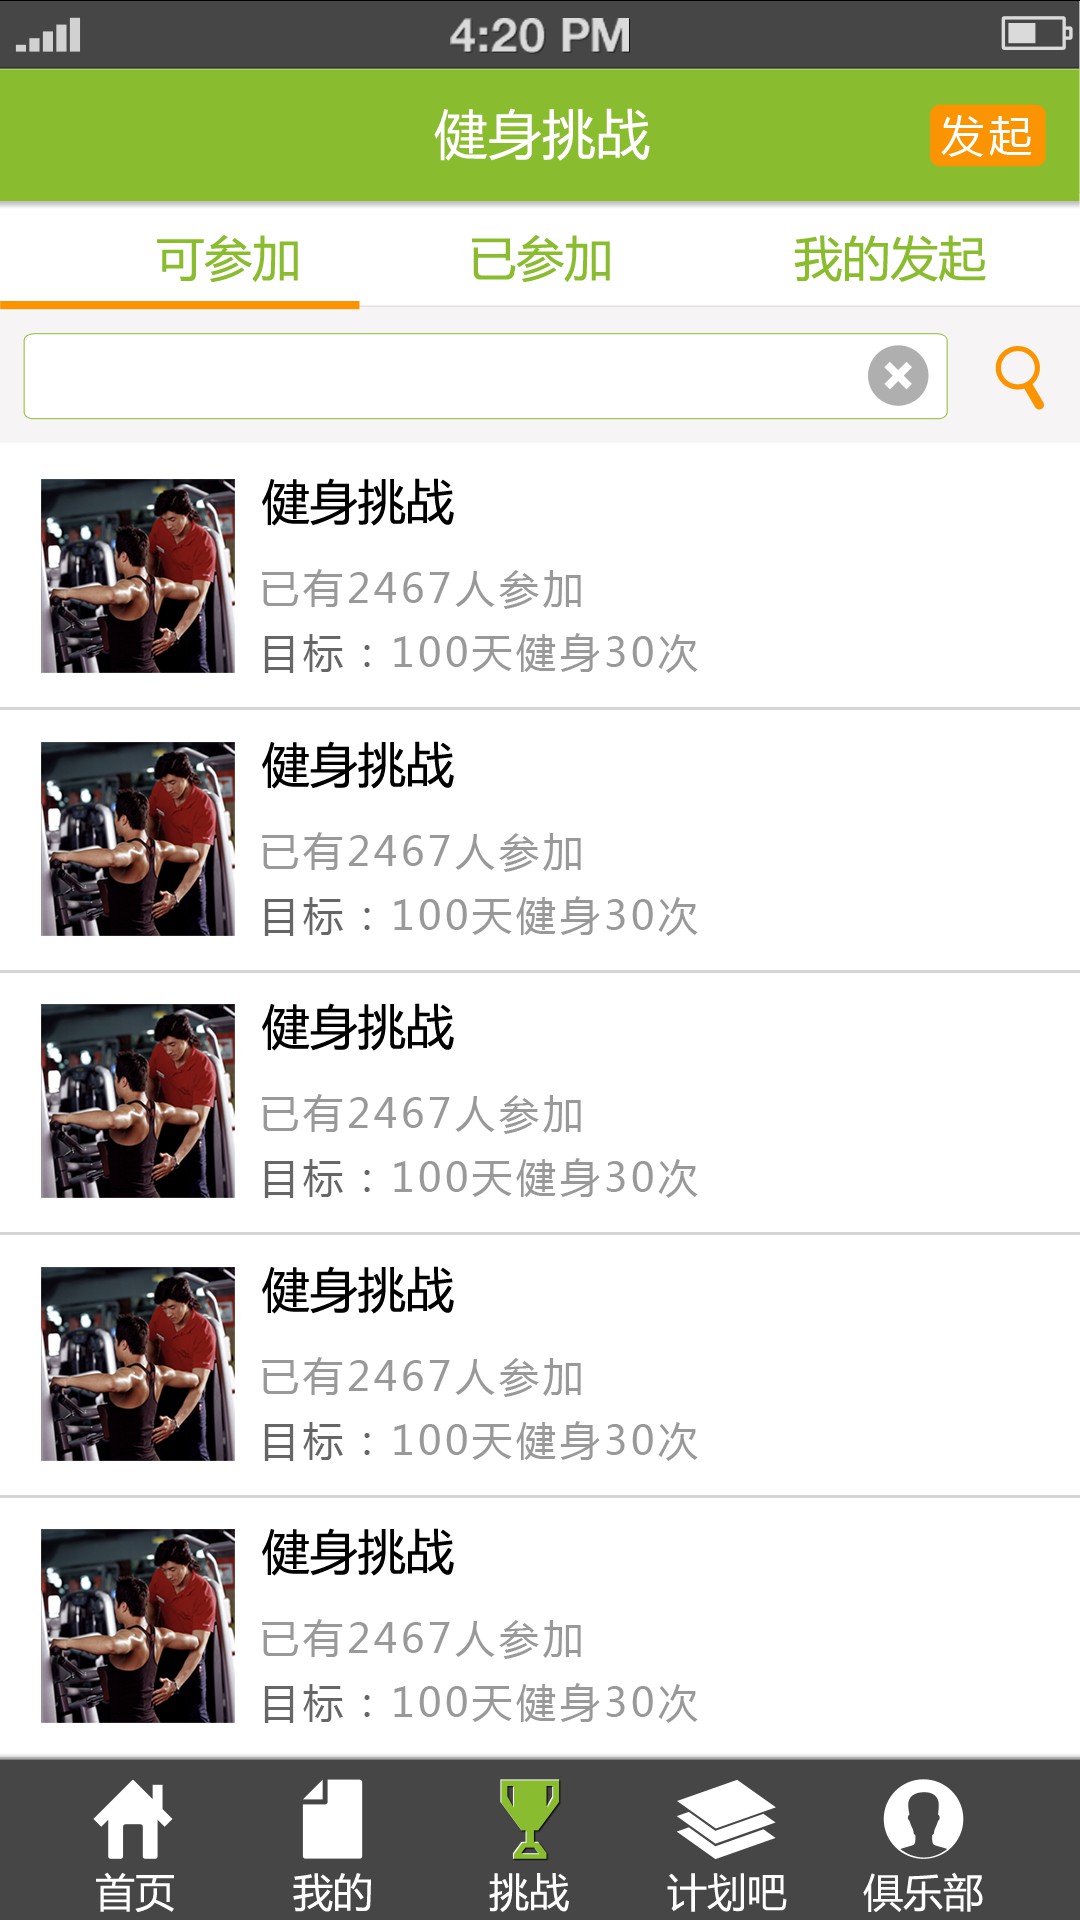 4:20 PM
健身挑战
发起
可参加 已参加 我的发起
健身挑战
已有2467人参加
目标：100天健身30次
健身挑战
已有2467人参加
目标：100天健身30次
健身挑战
已有2467人参加
目标：100天健身30次
健身挑战
已有2467人参加
目标：100天健身30次
健身挑战
已有2467人参加
目标：100天健身30次
首页 我的 挑战 计划吧 俱乐部